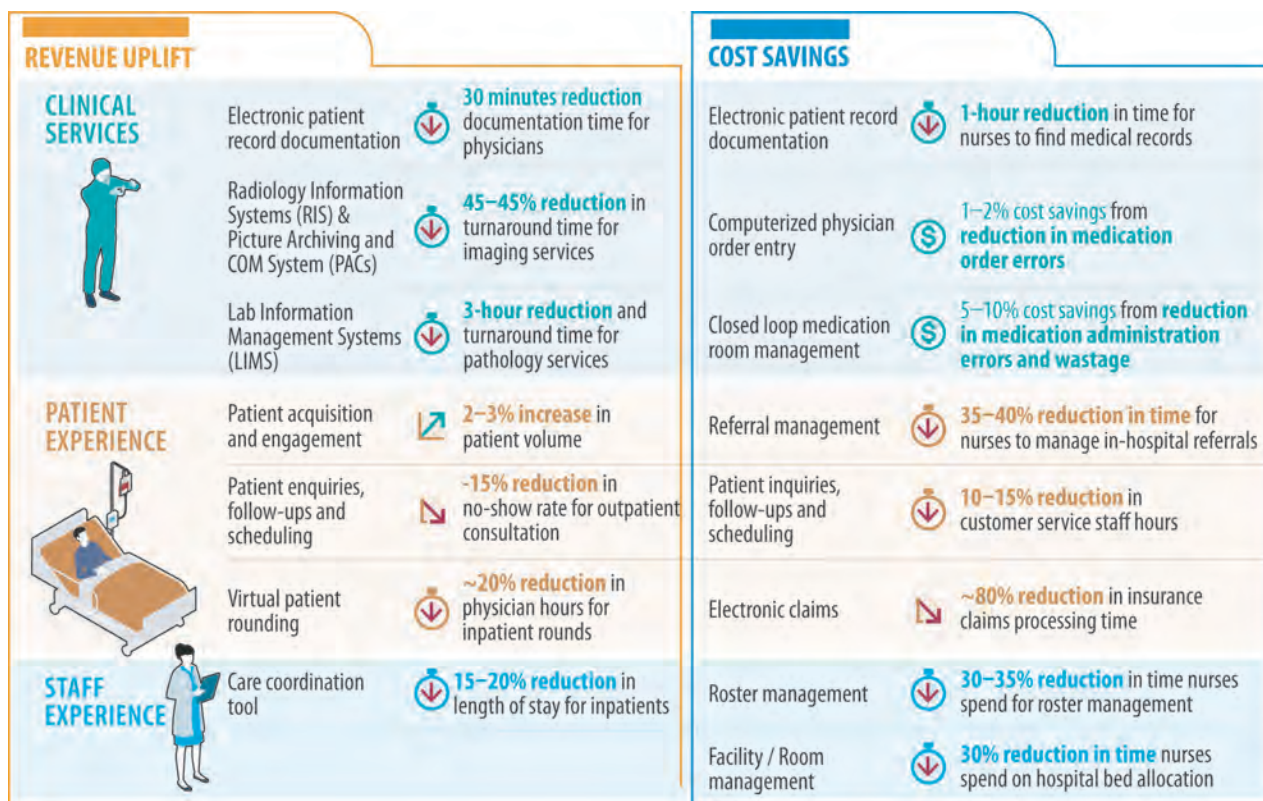 REVENUE UPLIFT
CLINICAL
SERVICES
Electronic patient
record documentation
30 minutes reduction
documentation time for
physicians
Radiology Information
Systems (RIS) &
Picture Archiving and
COM System (PACs)
45–45% reduction in
turnaround time for
imaging services
Lab Information
Management Systems
(LIMS)
3-hour reduction and
turnaround time for
pathology services
PATIENT
EXPERIENCE
Patient acquisition
and engagement
2–3% increase in
patient volume
Patient enquiries,
follow-ups and
scheduling
-15% reduction in
no-show rate for outpatient
consultation
Virtual patient
rounding
~20% reduction in
physician hours for
inpatient rounds
STAFF
EXPERIENCE
Care coordination
tool
15–20% reduction in
length of stay for inpatients
COST SAVINGS
Electronic patient record
documentation
1-hour reduction in time for
nurses to find medical records
Computerized physician
order entry
$
1–2% cost savings from
reduction in medication
order errors
Closed loop medication
room management
$
5–10% cost savings from reduction
in medication administration
errors and wastage
Referral management
35–40% reduction in time for
nurses to manage in-hospital referrals
Patient inquiries,
follow-ups and
scheduling
10–15% reduction in
customer service staff hours
Electronic claims
~80% reduction in insurance
claims processing time
Roster management
30–35% reduction in time nurses
spend for roster management
Facility / Room
management
30% reduction in time nurses
spend on hospital bed allocation